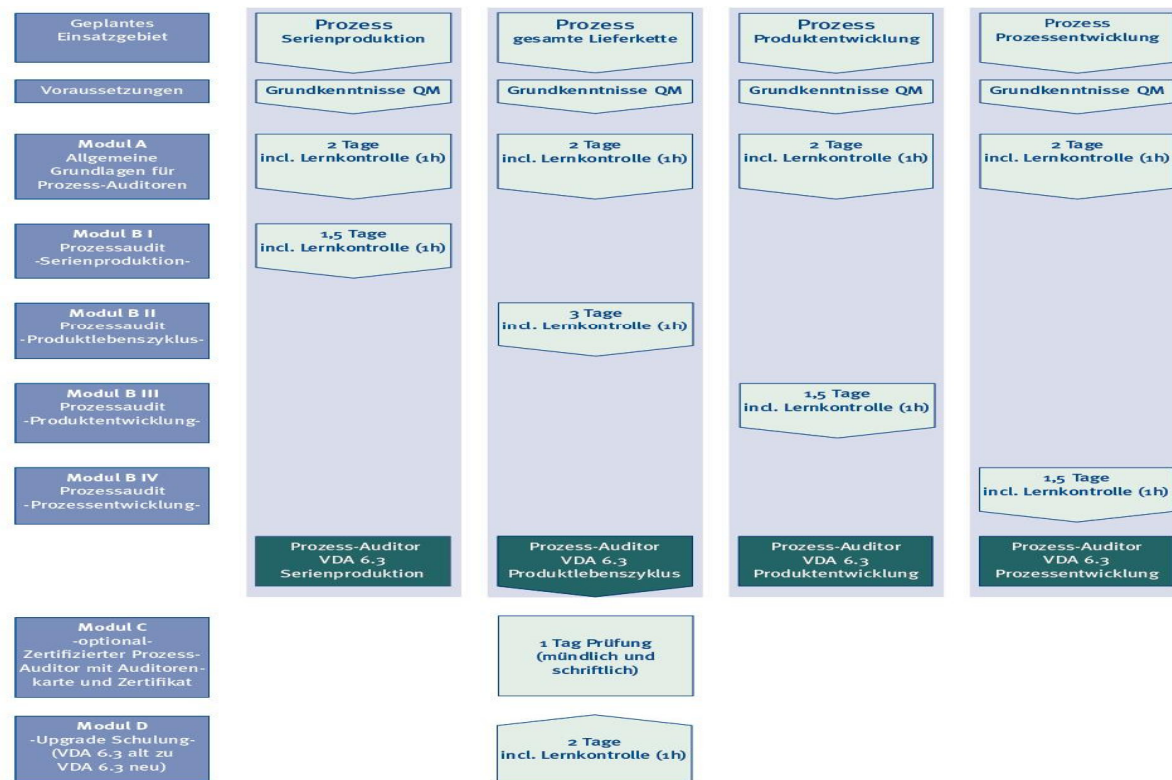 Geplantes
Einsatzgebiet
Prozess
Serienproduktion
Prozess
gesamte Lieferkette
Prozess
Produktentwicklung
Prozess
Prozessentwicklung
Voraussetzungen
Grundkenntnisse QM
Grundkenntnisse QM
Grundkenntnisse QM
Grundkenntnisse QM
Modul A
Allgemeine
Grundlagen für
Prozess-Auditoren
2 Tage
incl. Lernkontrolle (1h)
2 Tage
incl. Lernkontrolle (1h)
2 Tage
incl. Lernkontrolle (1h)
2 Tage
incl. Lernkontrolle (1h)
Modul B I
Prozessaudit
-Serienproduktion-
1,5 Tage
incl. Lernkontrolle (1h)
Modul B II
Prozessaudit
-Produktlebenszyklus-
3 Tage
incl. Lernkontrolle (1h)
Modul B III
Prozessaudit
-Produktentwicklung-
1,5 Tage
incl. Lernkontrolle (1h)
Modul B IV
Prozessaudit
-Prozessentwicklung-
1,5 Tage
incl. Lernkontrolle (1h)
Prozess-Auditor
VDA 6.3
Serienproduktion
Prozess-Auditor
VDA 6.3
Produktlebenszyklus
Prozess-Auditor
VDA 6.3
Produktentwicklung
Prozess-Auditor
VDA 6.3
Prozessentwicklung
Modul C
-optional-
Zertifizierter Prozess-
Auditor mit Auditoren-
karte und Zertifikat
1 Tag Prüfung
(mündlich und
schriftlich)
Modul D
-Upgrade Schulung-
(VDA 6.3 alt zu
VDA 6.3 neu)
2 Tage
incl. Lernkontrolle (1h)